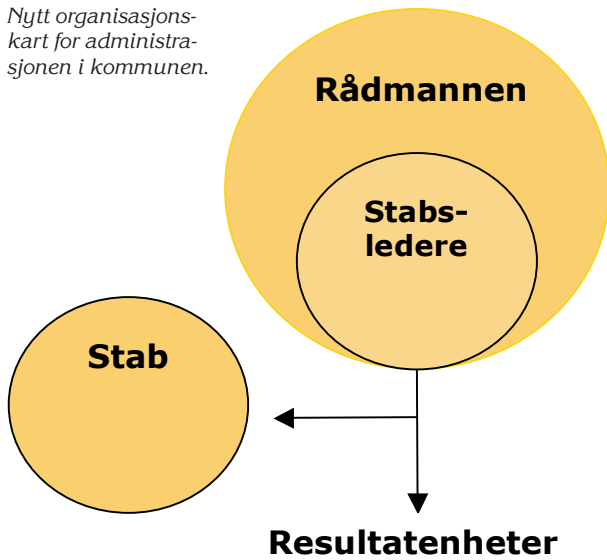 Nytt organisasjons-
kart for administra-
sjonen i kommunen.
Rådmannen
Stabs-
ledere
Stab
Resultatenheter